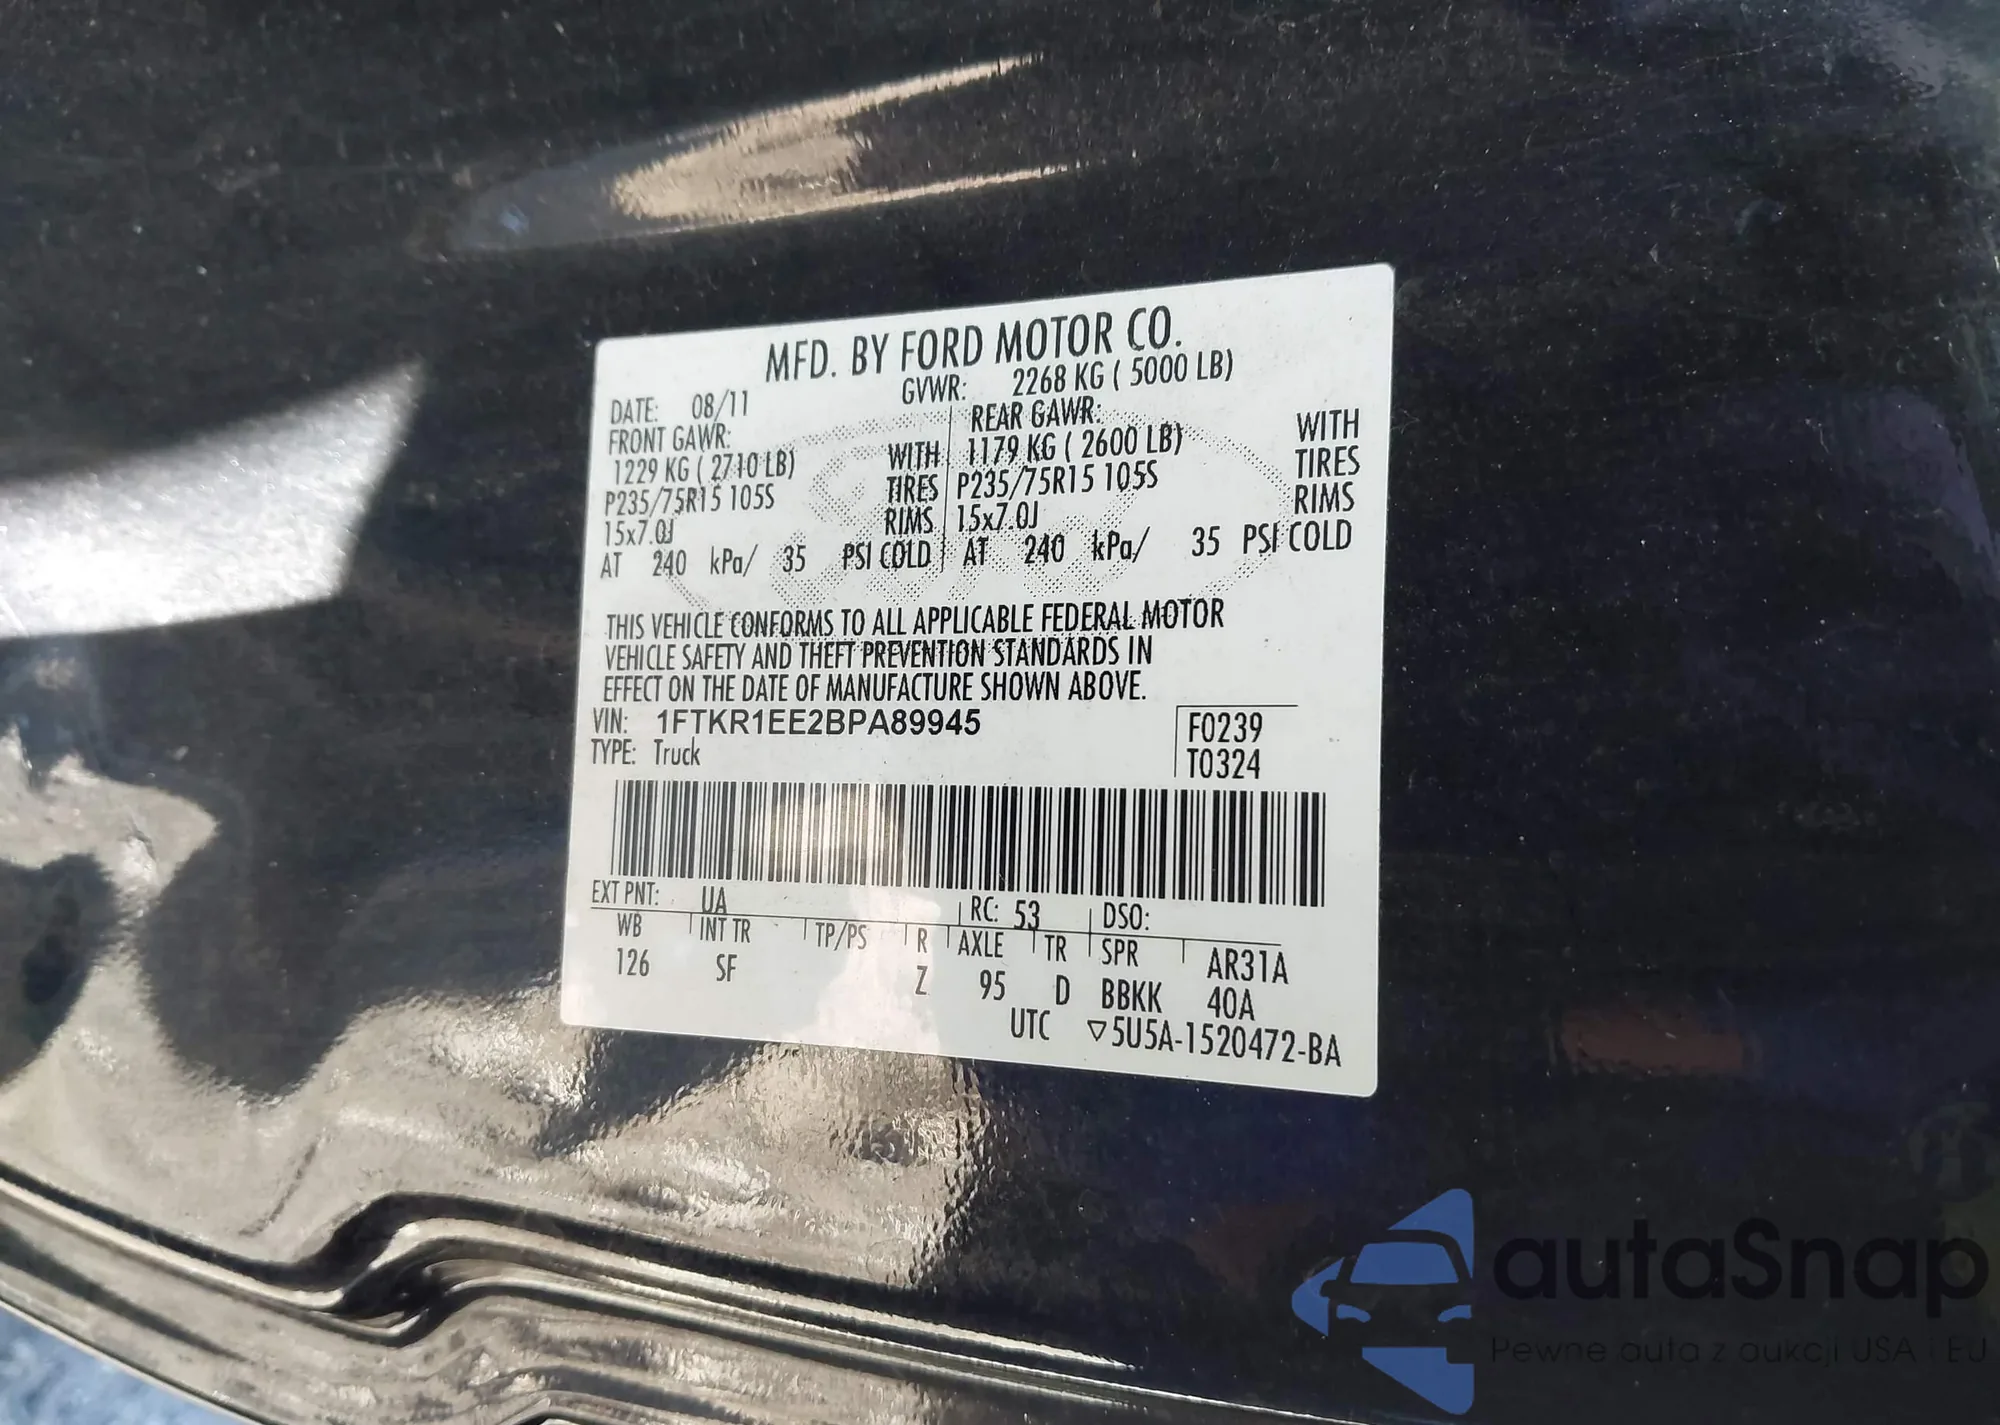 MFD. BY FORD MOTOR CO.
DATE: 08/11 GVWR: 2268 KG ( 5000 LB)
FRONT GAWR: REAR GAWR:
1229 KG ( 2710 LB) WITH 1179 KG ( 2600 LB) WITH
P235/75R15 105S TIRES P235/75R15 105S TIRES
15x7.0J RIMS 15x7.0J RIMS
AT 240 kPa/ 35 PSI COLD AT 240 kPa/ 35 PSI COLD
THIS VEHICLE CONFORMS TO ALL APPLICABLE FEDERAL MOTOR
VEHICLE SAFETY AND THEFT PREVENTION STANDARDS IN
EFFECT ON THE DATE OF MANUFACTURE SHOWN ABOVE.
VIN: 1FTKR1EE2BPA89945 F0239
TYPE: Truck T0324
EXT PNT: UA RC: 53 DSO:
WB INT TR TP/PS R AXLE TR SPR AR31A
126 SF Z 95 D BBKK 40A
UTC ▽5U5A-1520472-BA
autaSnap
Pewne auta z aukcji USA i EU